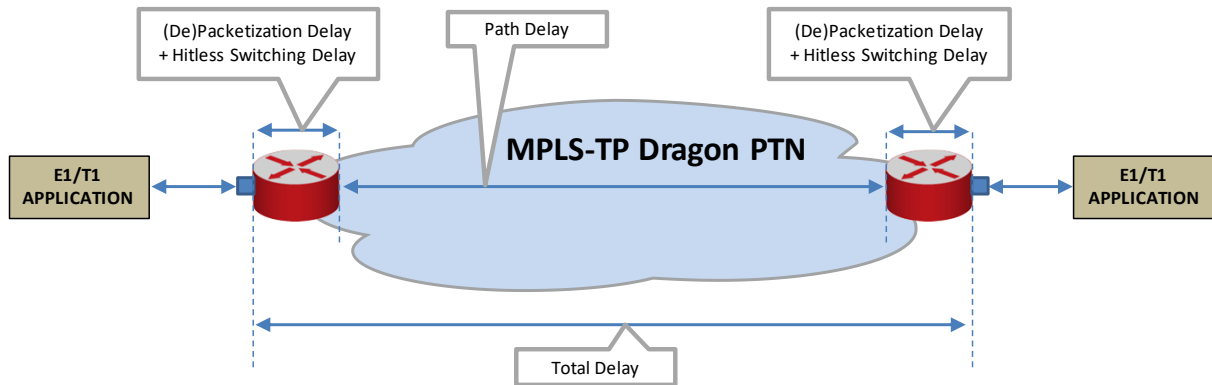 (De)Packetization Delay
+ Hitless Switching Delay
Path Delay
(De)Packetization Delay
+ Hitless Switching Delay
MPLS-TP Dragon PTN
E1/T1
APPLICATION
E1/T1
APPLICATION
Total Delay